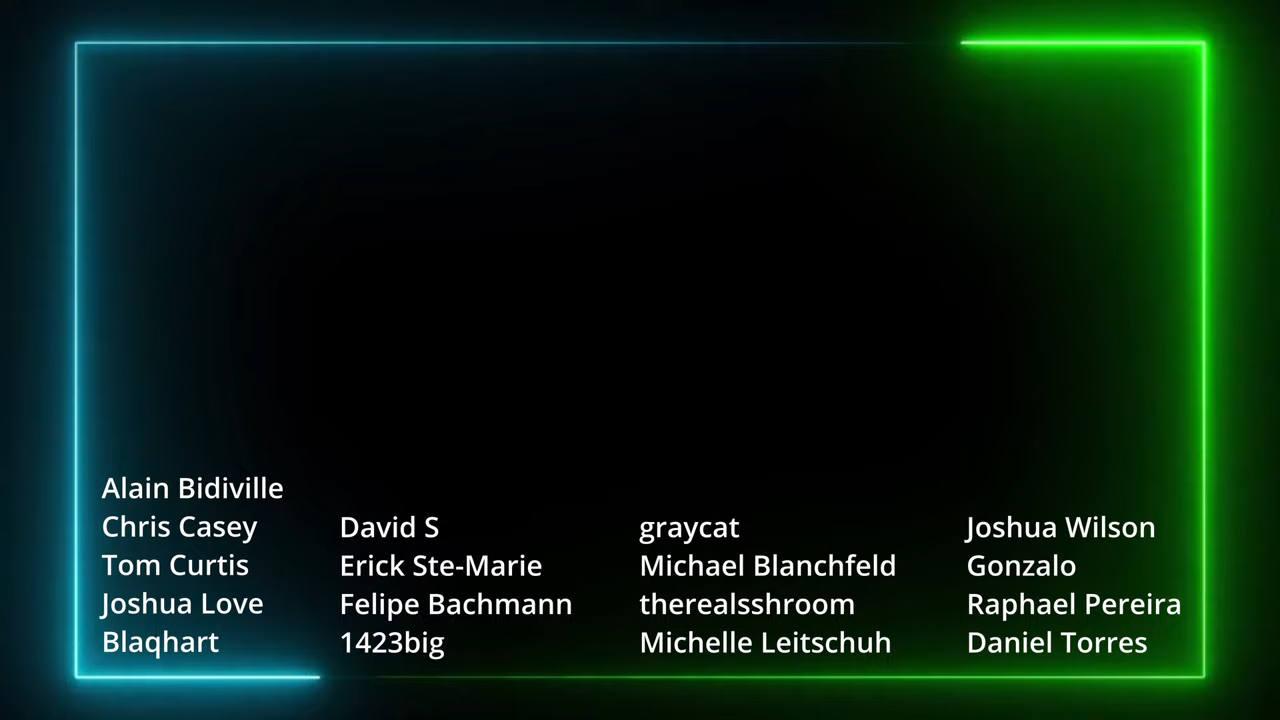 Alain Bidiville
Chris Casey
Tom Curtis
Joshua Love
Blaqhart
David S
Erick Ste-Marie
Felipe Bachmann
1423big
graycat
Michael Blanchfeld
therealsshroom
Michelle Leitschuh
Joshua Wilson
Gonzalo
Raphael Pereira
Daniel Torres